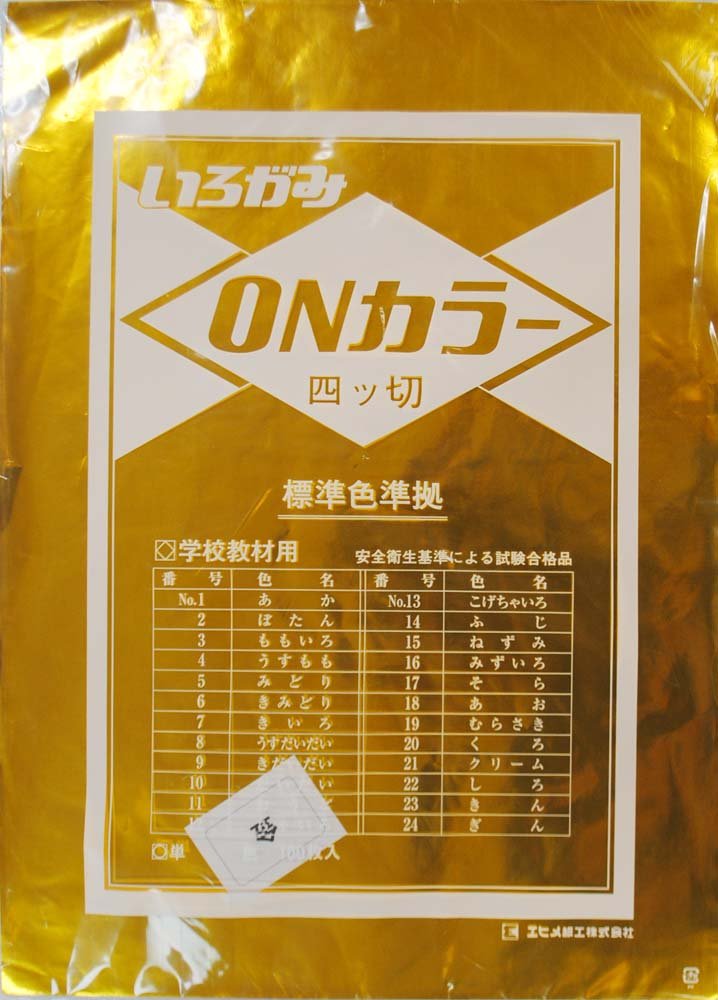 いろがみ
ONカラー
四ッ切
標準色準拠
学校教材用 安全衛生基準による試験合格品
番号 色名 番号 色名
No.1 あか No.13 こげちゃいろ
2 ぼたん 14 ふじ
3 ももいろ 15 ねずみ
4 うすもも 16 みずいろ
5 みどり 17 そら
6 きみどり 18 あお
7 きいろ 19 むらさき
8 うすだいだい 20 くろ
9 きだいだい 21 クリーム
10 22 しろ
11 23 きん
24 ぎん
単 100枚入
エヒメ紙工株式会社